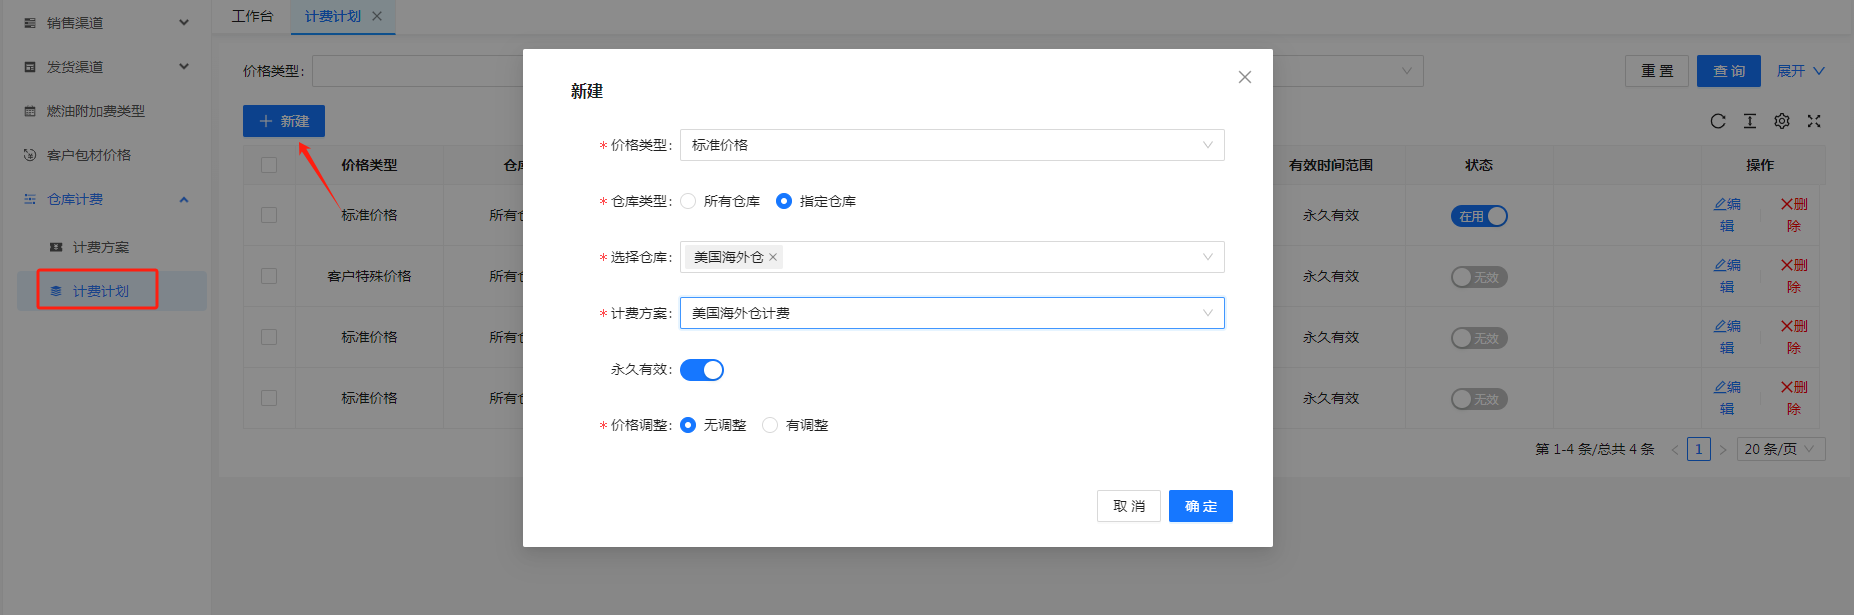 销售渠道
发货渠道
燃油附加费类型
客户包材价格
仓库计费
计费方案
计费计划
工作台
计费计划
价格类型:
重 置
查 询
展开
新建
价格类型
仓
有效时间范围
状态
操作
标准价格
所有
永久有效
在用
编辑
删除
客户特殊价格
所有
永久有效
无效
编辑
删除
标准价格
所有
永久有效
无效
编辑
删除
标准价格
所有
永久有效
无效
编辑
删除
第 1-4 条/总共 4 条
1
20 条/页
新建
* 价格类型: 标准价格
* 仓库类型: 所有仓库 指定仓库
* 选择仓库: 美国海外仓 ×
* 计费方案: 美国海外仓计费
永久有效:
* 价格调整: 无调整 有调整
取 消
确 定